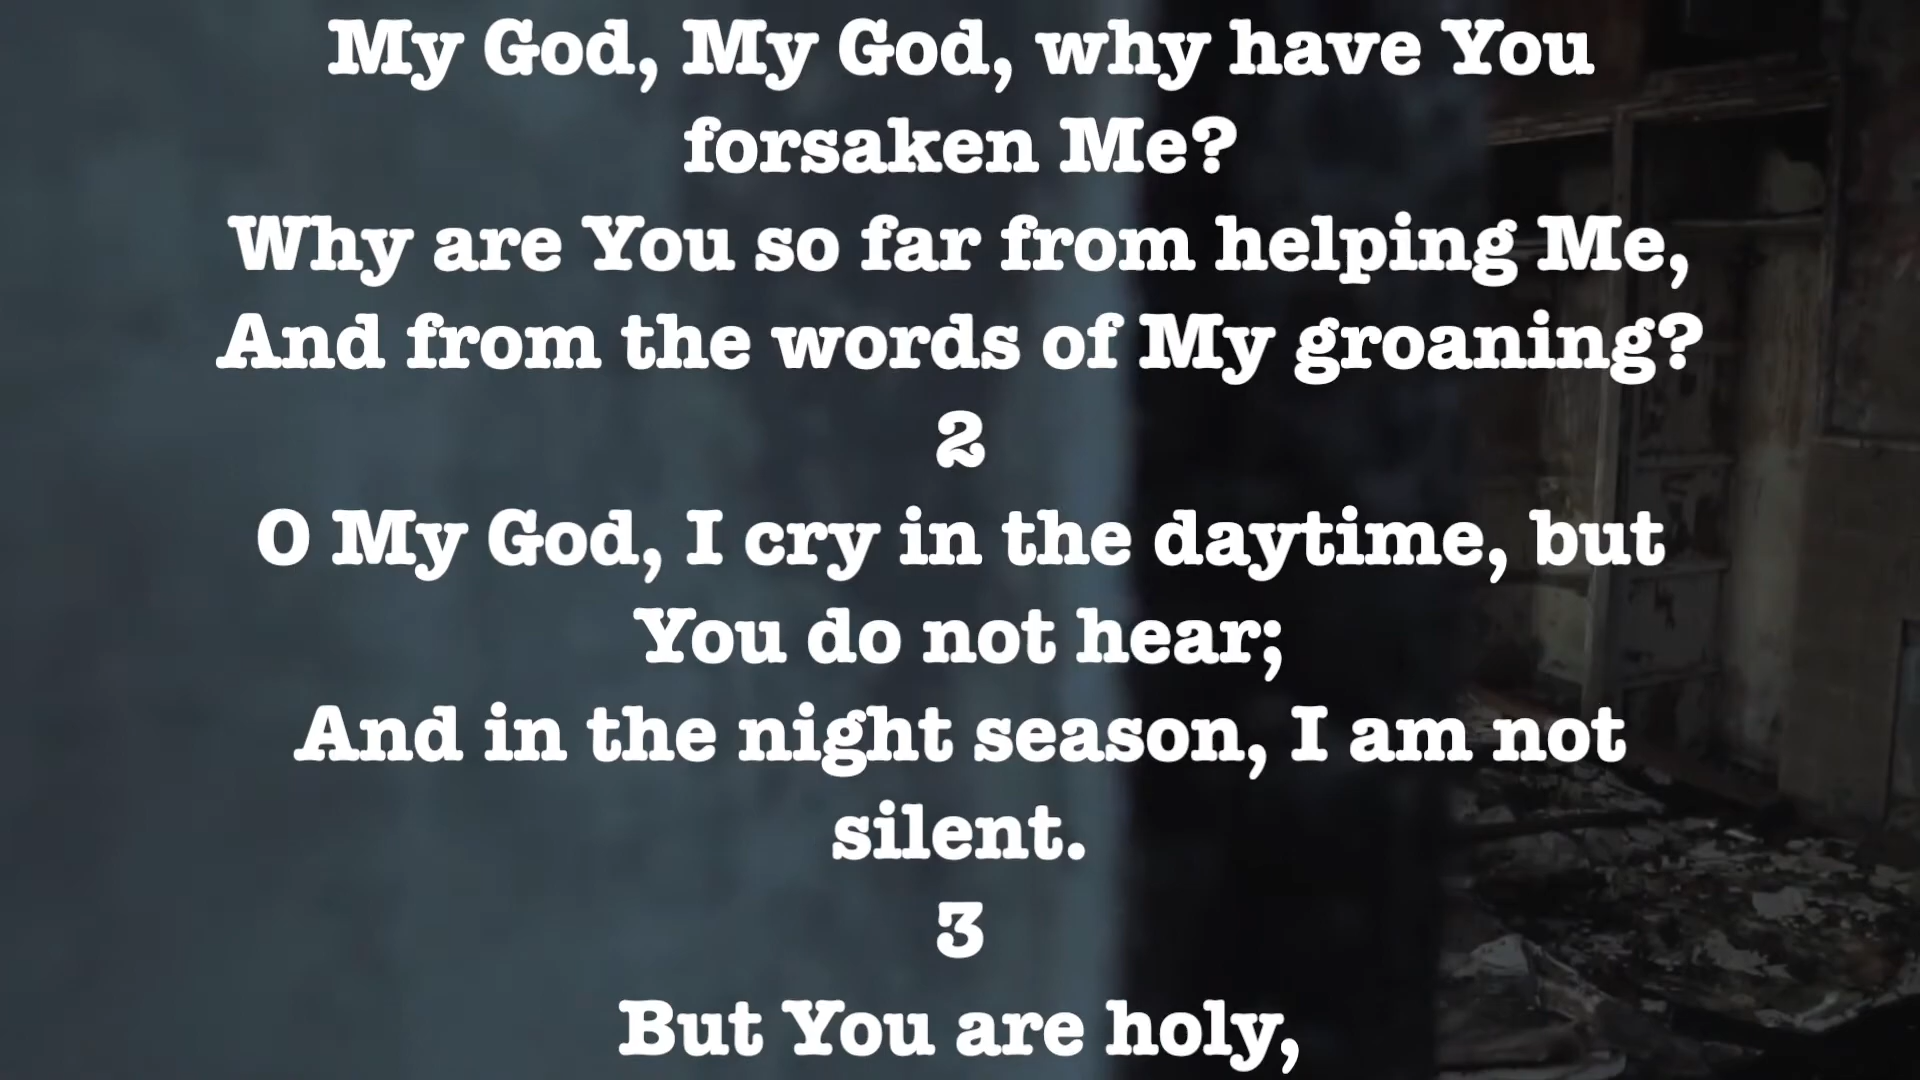 My God, My God, why have You
forsaken Me?
Why are You so far from helping Me,
And from the words of My groaning?
2
O My God, I cry in the daytime, but
You do not hear;
And in the night season, I am not
silent.
3
But You are holy,